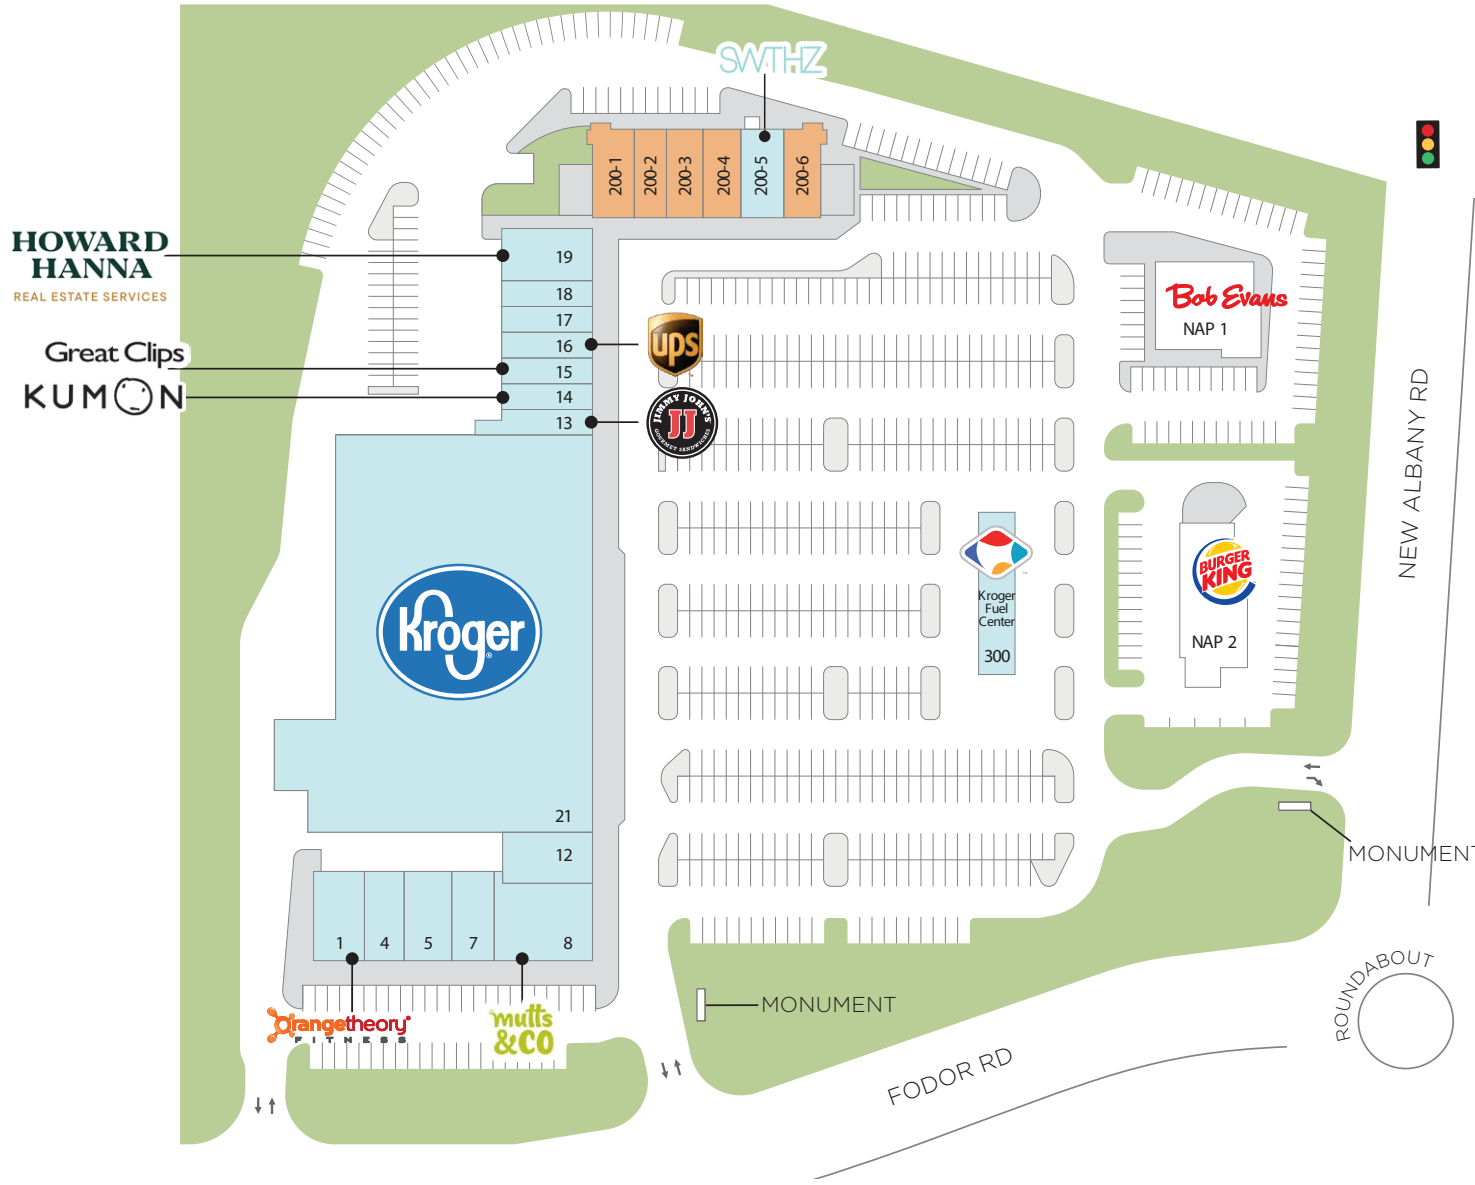 SWTHZ
200-1
200-2
200-3
200-4
200-5
200-6
HOWARD
HANNA
REAL ESTATE SERVICES
19
18
17
16
ups
Great Clips
15
KUMON
14
13
JIMMY JOHN'S
JJ
GOURMET SANDWICHES
Bob Evans
NAP 1
NEW ALBANY RD
Kroger
Kroger
Fuel
Center
300
BURGER
KING
NAP 2
21
12
MONUMENT
1
4
5
7
8
orangetheory
FITNESS
mutts
&CO
MONUMENT
FODOR RD
ROUNDABOUT